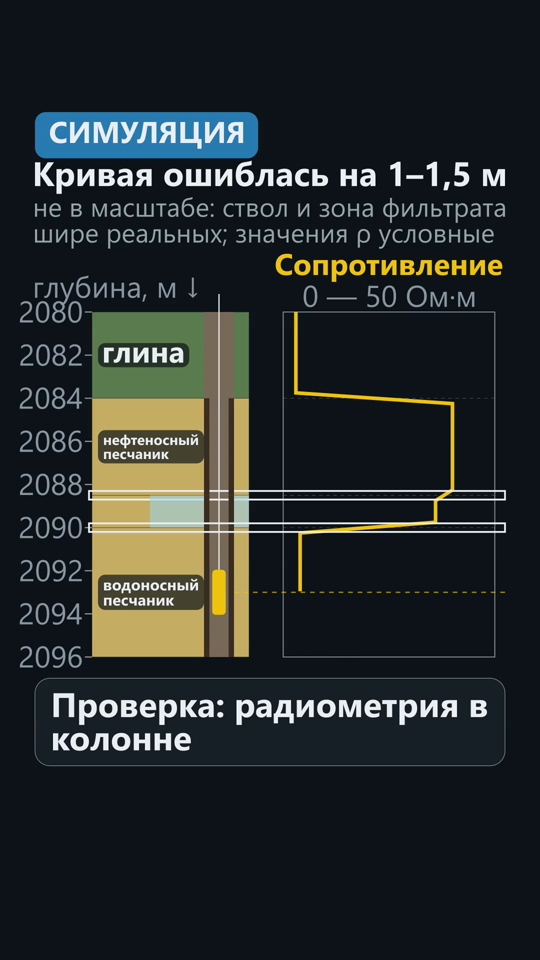 СИМУЛЯЦИЯ
Кривая ошиблась на 1–1,5 м
не в масштабе: ствол и зона фильтрата
шире реальных; значения ρ условные
Сопротивление
глубина, м ↓
0 — 50 Ом·м
2080
2082
глина
2084
2086
нефтеносный
песчаник
2088
2090
2092
водоносный
песчаник
2094
2096
Проверка: радиометрия в
колонне